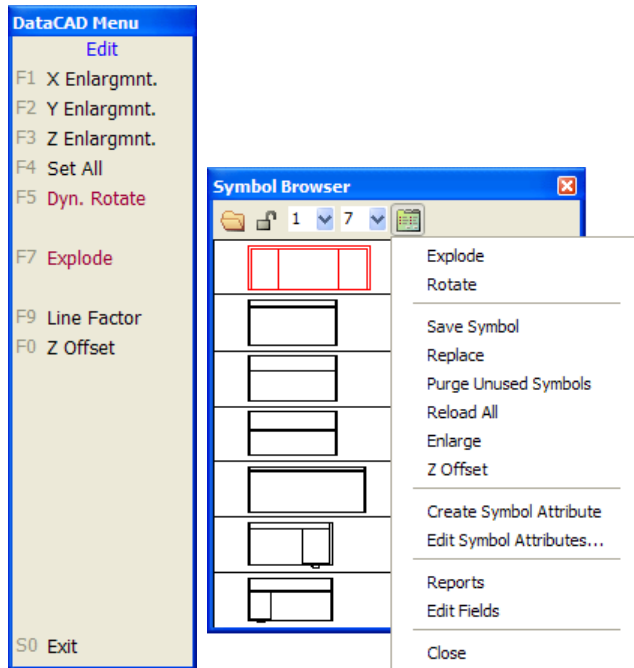 DataCAD Menu
Edit
F1 X Enlargmnt.
F2 Y Enlargmnt.
F3 Z Enlargmnt.
F4 Set All
F5 Dyn. Rotate
F7 Explode
F9 Line Factor
F0 Z Offset
S0 Exit
Symbol Browser
1 7
Explode
Rotate
Save Symbol
Replace
Purge Unused Symbols
Reload All
Enlarge
Z Offset
Create Symbol Attribute
Edit Symbol Attributes...
Reports
Edit Fields
Close